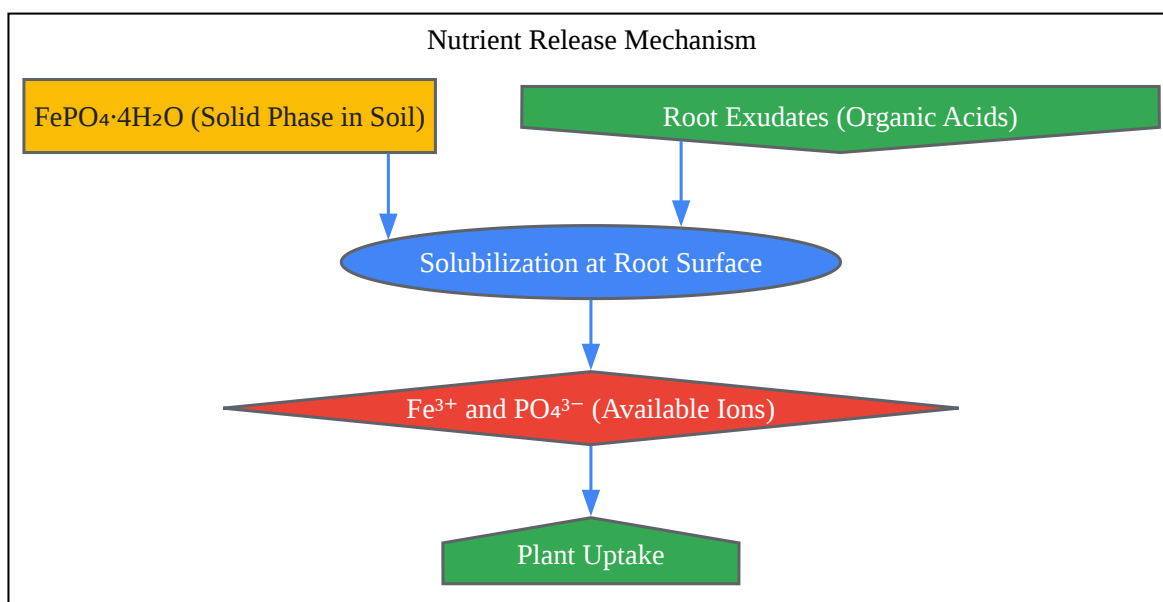 Nutrient Release Mechanism
FePO₄·4H₂O (Solid Phase in Soil)
Root Exudates (Organic Acids)
Solubilization at Root Surface
Fe³⁺ and PO₄³⁻ (Available Ions)
Plant Uptake